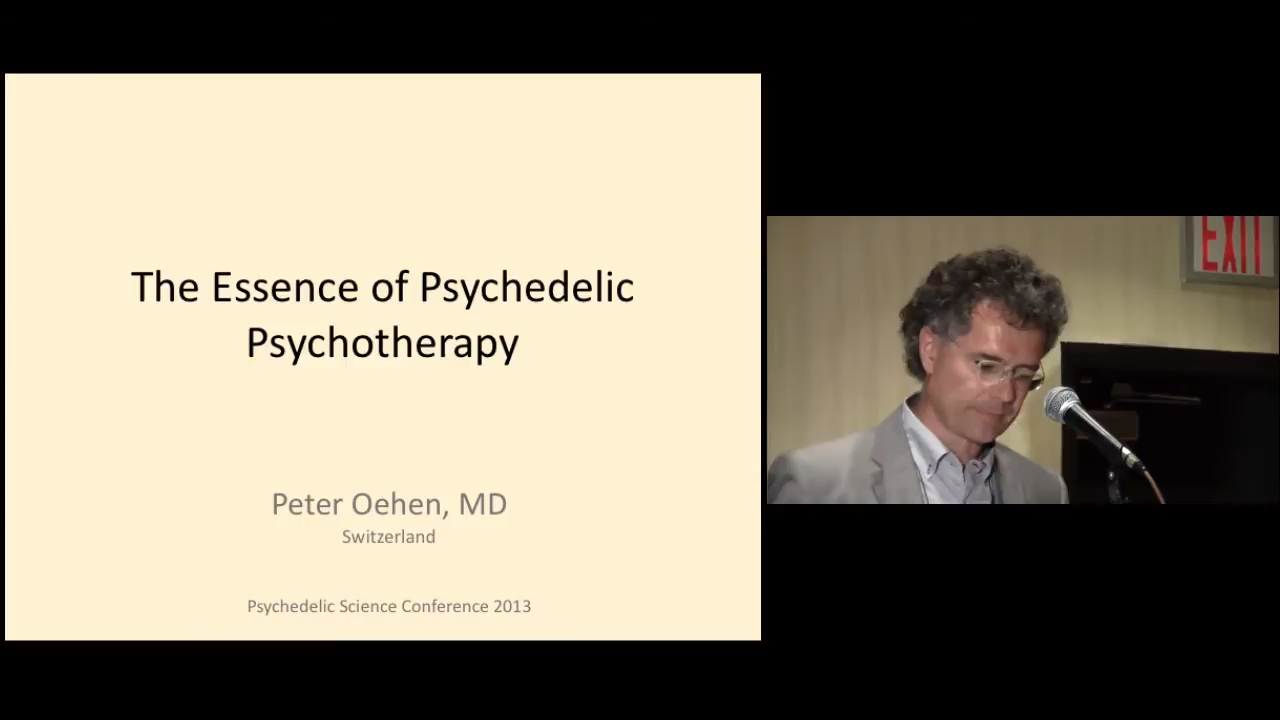 The Essence of Psychedelic
Psychotherapy
Peter Oehen, MD
Switzerland
Psychedelic Science Conference 2013
EXIT